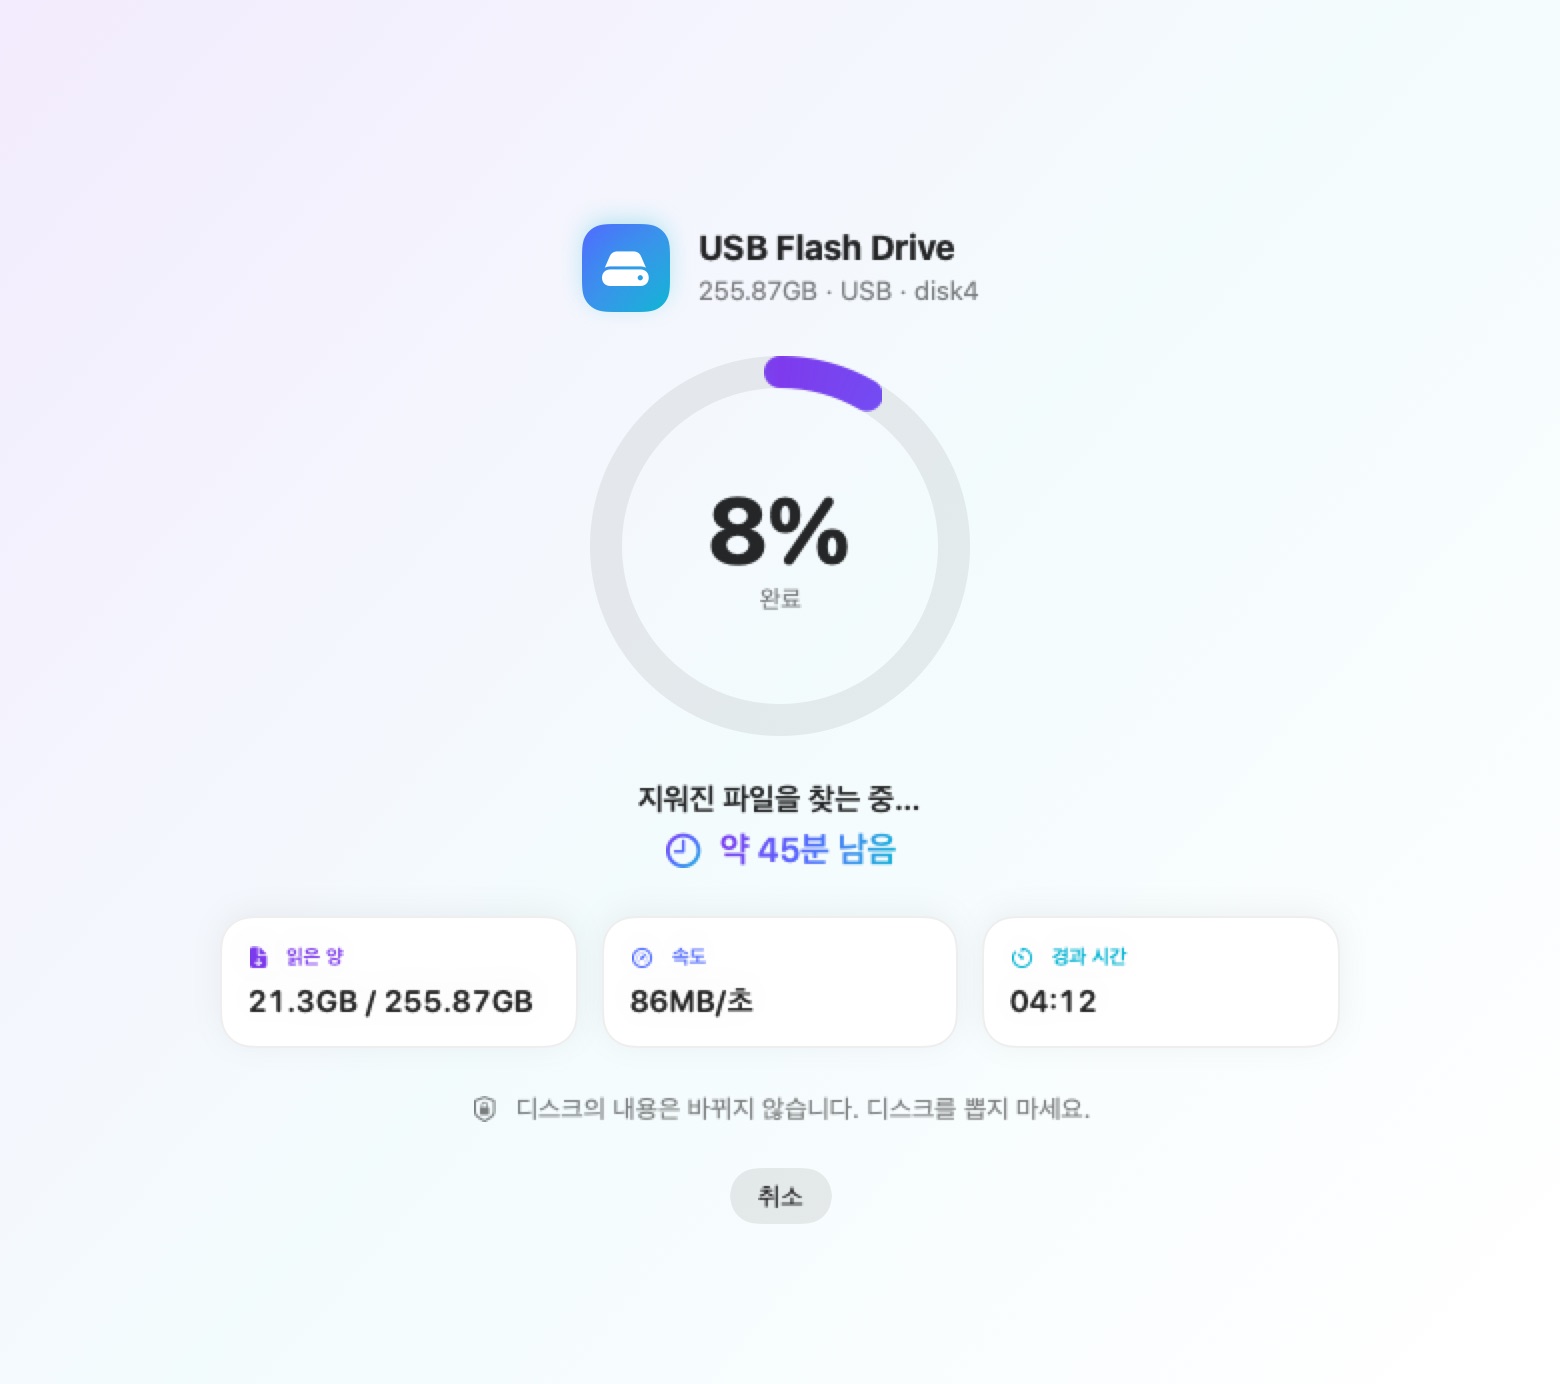 USB Flash Drive
255.87GB · USB · disk4
8%
완료
지워진 파일을 찾는 중...
약 45분 남음
읽은 양
21.3GB / 255.87GB
속도
86MB/초
경과 시간
04:12
디스크의 내용은 바뀌지 않습니다. 디스크를 뽑지 마세요.
취소